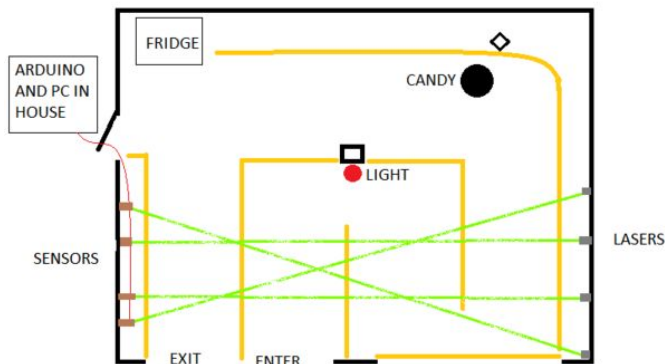 FRIDGE
ARDUINO
AND PC IN
HOUSE
CANDY
LIGHT
SENSORS
LASERS
EXIT
ENTER